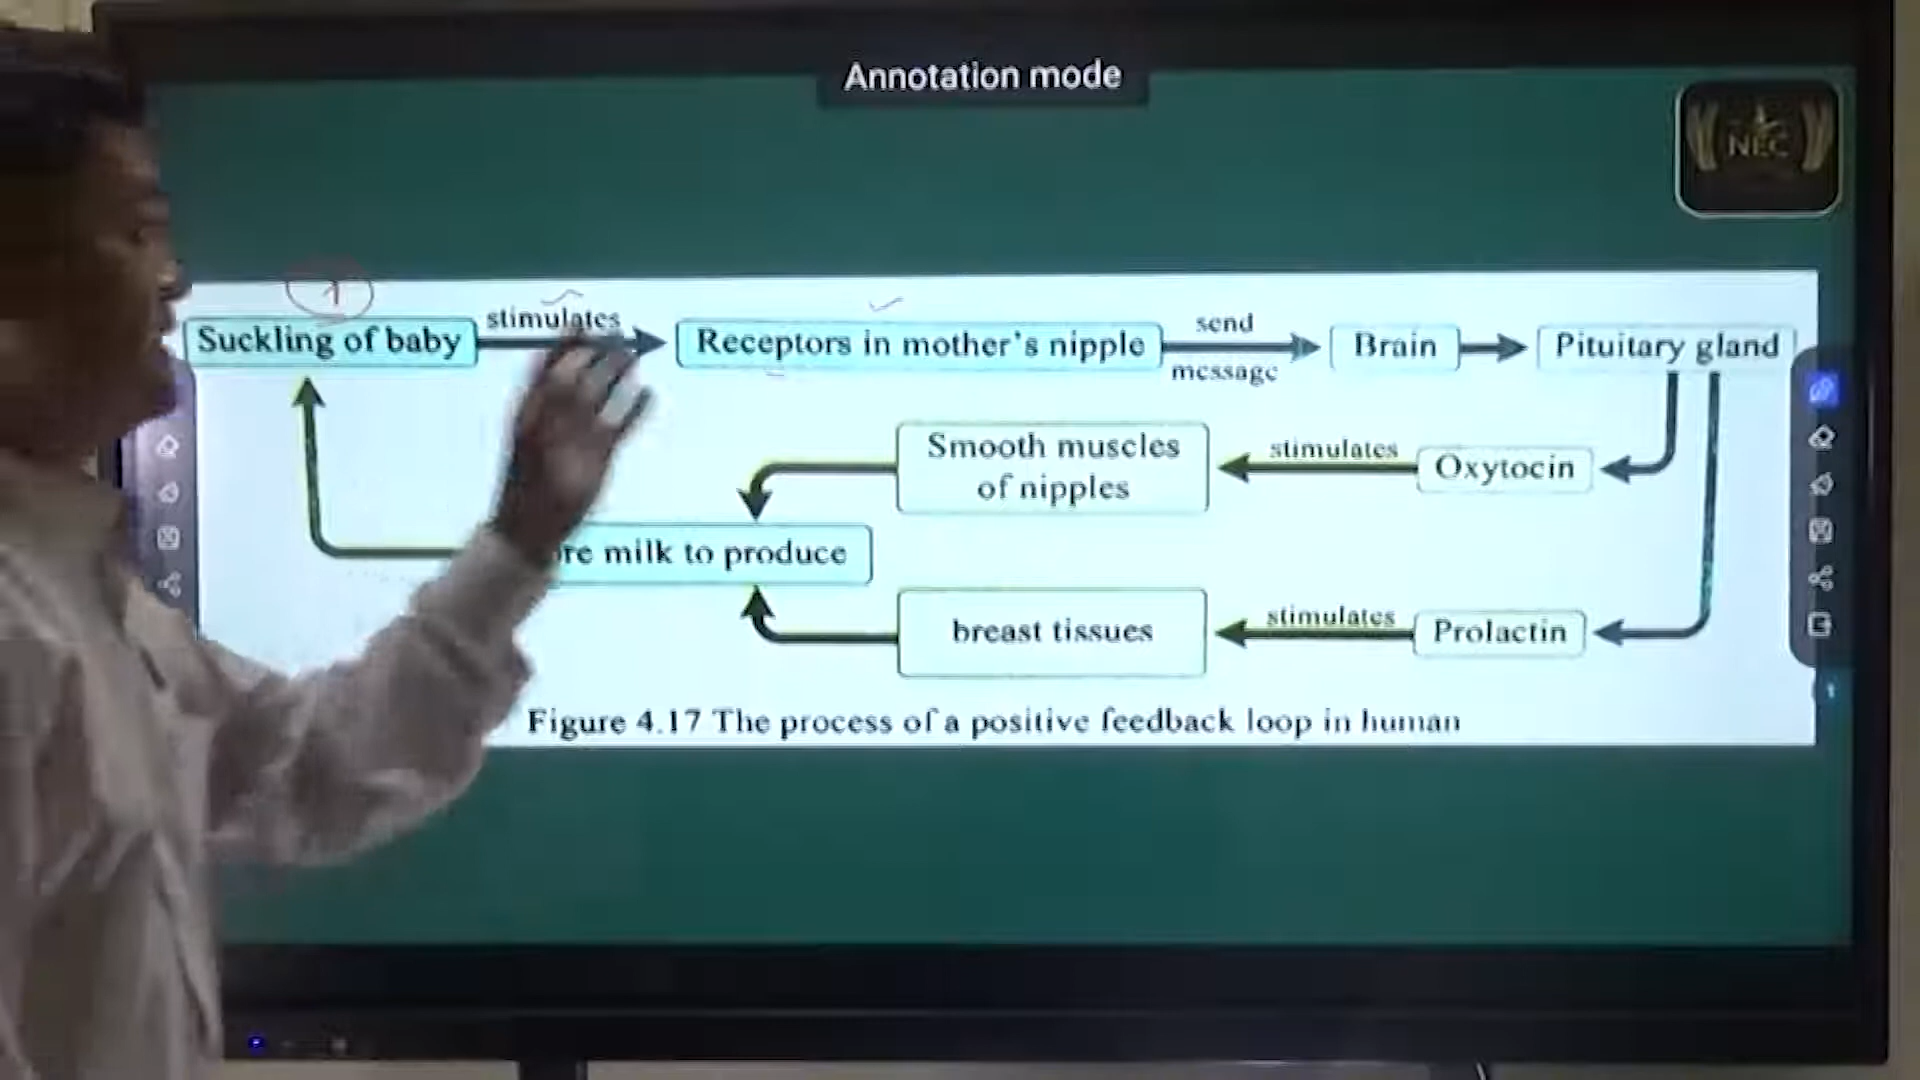 Annotation mode
NEC
1
Suckling of baby
stimulates
Receptors in mother's nipple
send
message
Brain
Pituitary gland
Smooth muscles
of nipples
stimulates
Oxytocin
milk to produce
breast tissues
stimulates
Prolactin
Figure 4.17 The process of a positive feedback loop in human